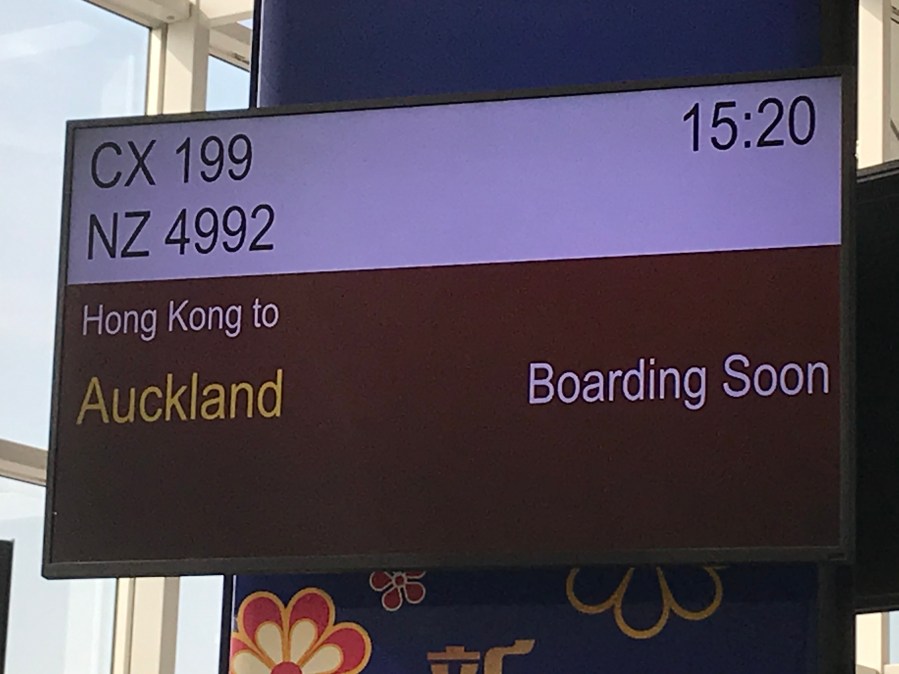 CX 199
15:20
NZ 4992
Hong Kong to
Auckland
Boarding Soon